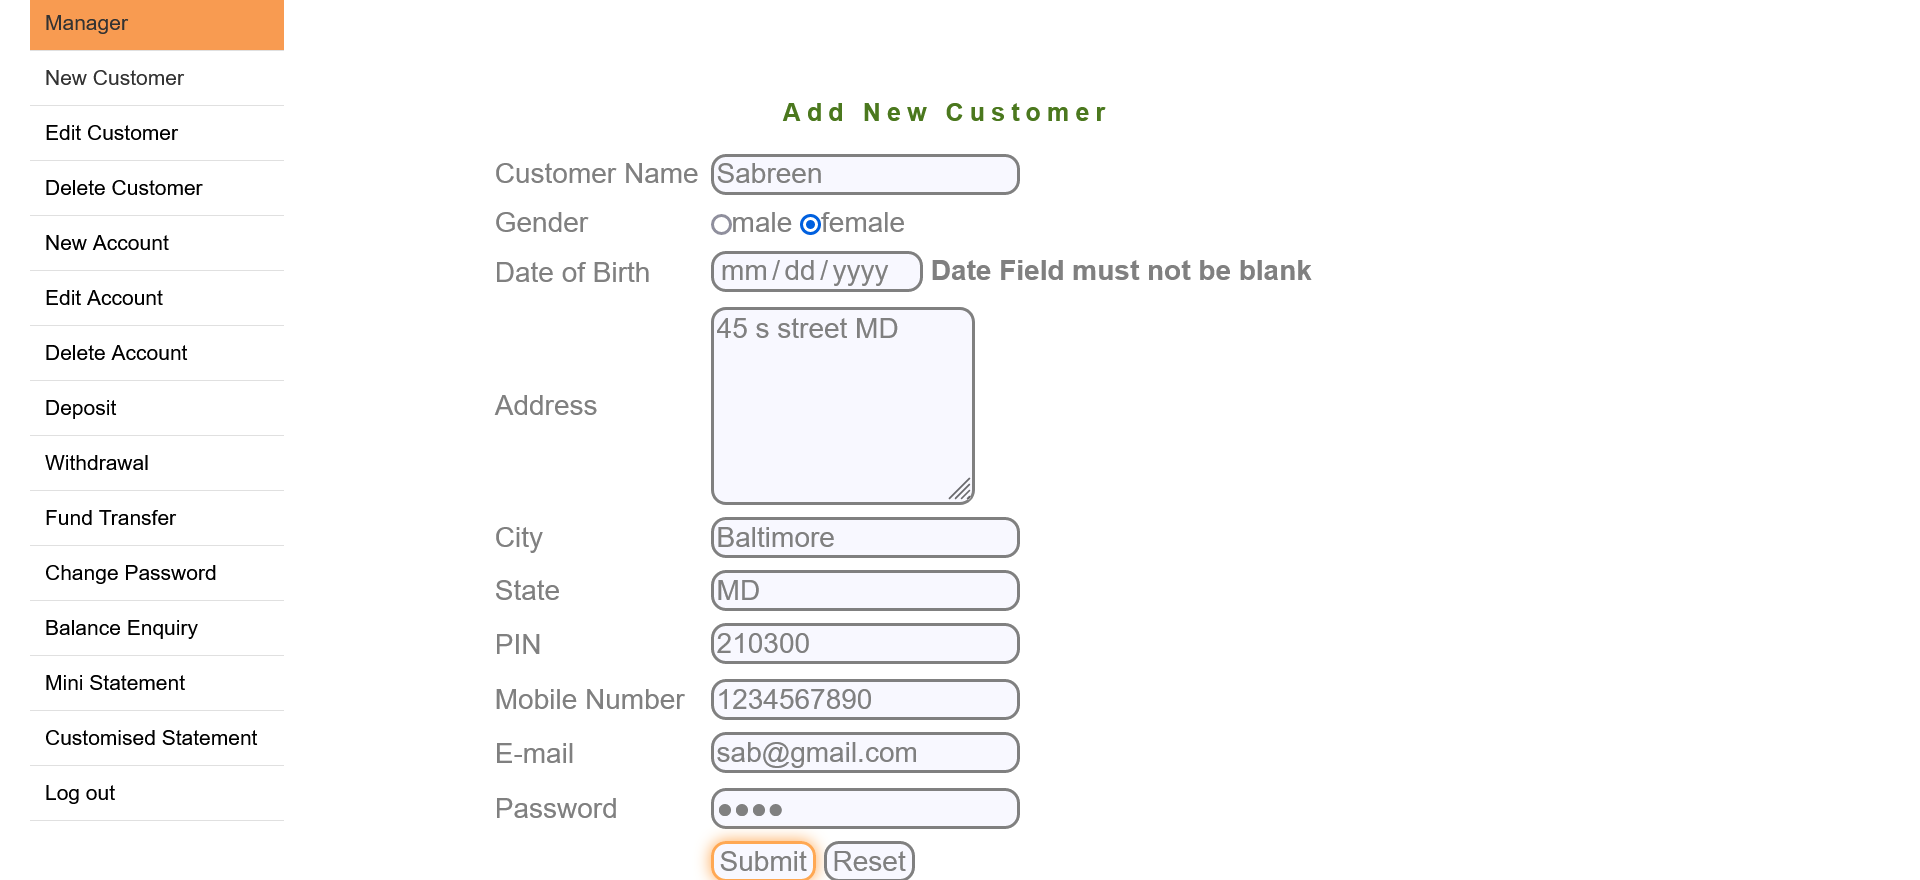 Manager
New Customer
Edit Customer
Delete Customer
New Account
Edit Account
Delete Account
Deposit
Withdrawal
Fund Transfer
Change Password
Balance Enquiry
Mini Statement
Customised Statement
Log out
Add New Customer
Customer Name Sabreen
Gender male female
Date of Birth mm/dd/yyyy Date Field must not be blank
Address 45 s street MD
City Baltimore
State MD
PIN 210300
Mobile Number 1234567890
E-mail sab@gmail.com
Password ••••
Submit Reset